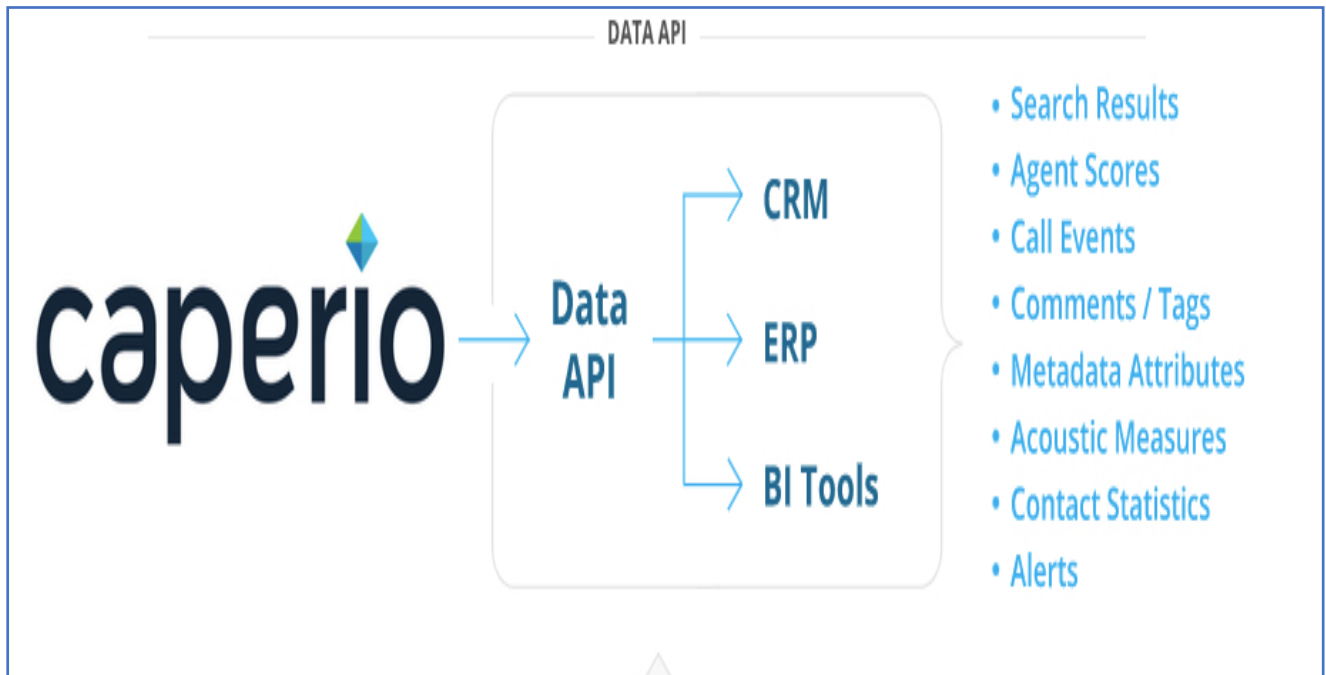 DATA API
caperio
Data
API
CRM
ERP
BI Tools
• Search Results
• Agent Scores
• Call Events
• Comments / Tags
• Metadata Attributes
• Acoustic Measures
• Contact Statistics
• Alerts